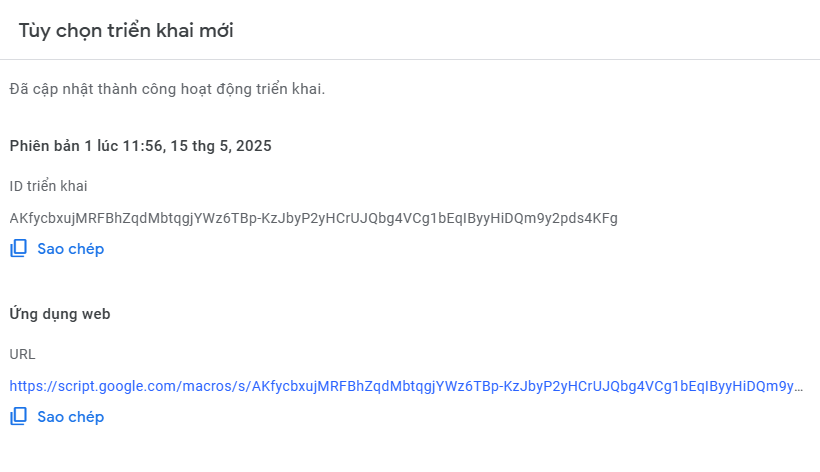 Tùy chọn triển khai mới
Đã cập nhật thành công hoạt động triển khai.
Phiên bản 1 lúc 11:56, 15 thg 5, 2025
ID triển khai
AKfycbxujMRFBhZqdMbtqgjYWz6TBp-KzJbyP2yHCrUJQbg4VCg1bEqIByyHiDQm9y2pds4KFg
Sao chép
Ứng dụng web
URL
https://script.google.com/macros/s/AKfycbxujMRFBhZqdMbtqgjYWz6TBp-KzJbyP2yHCrUJQbg4VCg1bEqIByyHiDQm9y...
Sao chép